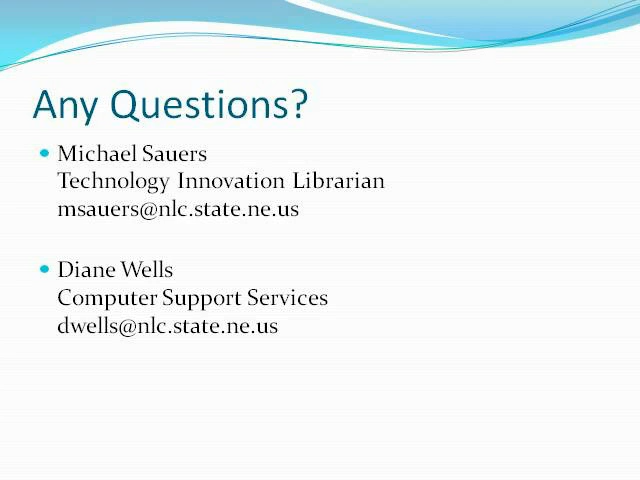 Any Questions?
Michael Sauers
Technology Innovation Librarian
msauers@nlc.state.ne.us
Diane Wells
Computer Support Services
dwells@nlc.state.ne.us